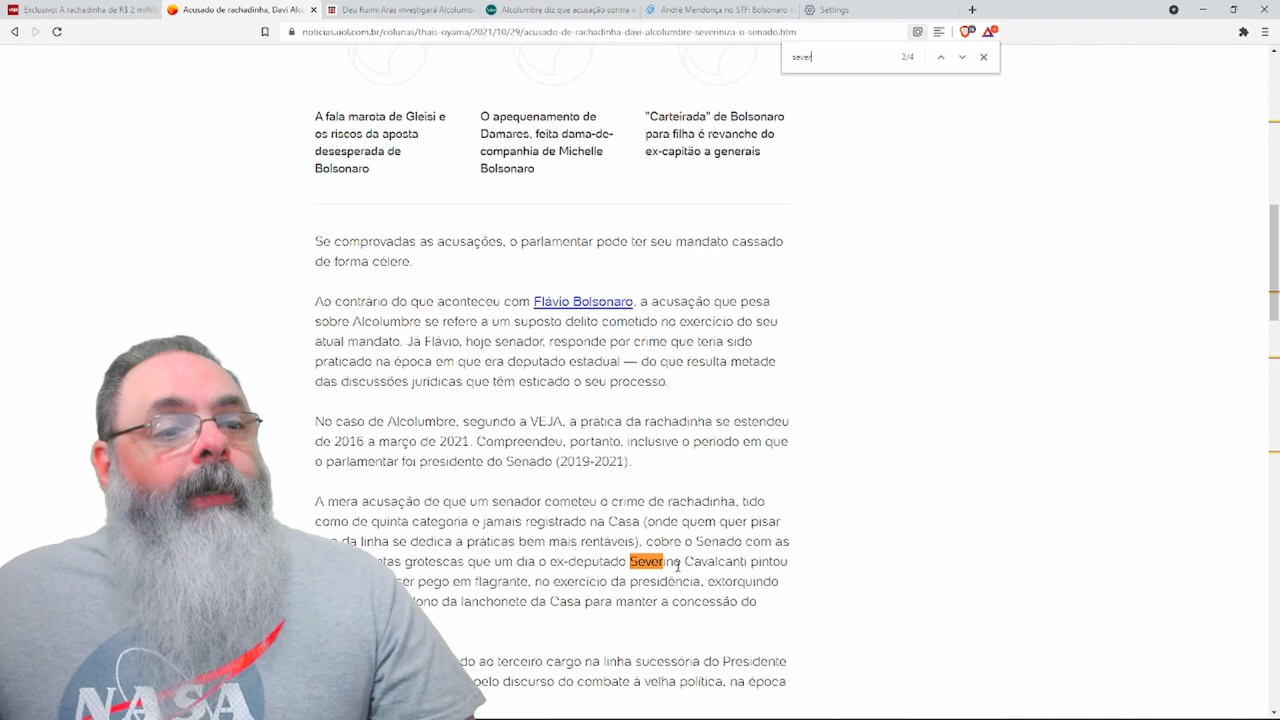 Exclusivo: A rachadinha de R$ 2 milhõ
Acusado de rachadinha, Davi Alc
Deu Ruim: Aras investigará Alcolumbr
Alcolumbre diz que acusação contra
André Mendonça no STF: Bolsonaro
Settings
noticias.uol.com.br/colunas/thais-oyama/2021/10/29/acusado-de-rachadinha-davi-alcolumbre-severiniza-o-senado.htm
sever
2/4
A fala marota de Gleisi e
os riscos da aposta
desesperada de
Bolsonaro
O apequenamento de
Damares, feita dama-de-
companhia de Michelle
Bolsonaro
"Carteirada" de Bolsonaro
para filha é revanche do
ex-capitão a generais
Se comprovadas as acusações, o parlamentar pode ter seu mandato cassado
de forma célere.
Ao contrário do que aconteceu com Flávio Bolsonaro, a acusação que pesa
sobre Alcolumbre se refere a um suposto delito cometido no exercício do seu
atual mandato. Já Flávio, hoje senador, responde por crime que teria sido
praticado na época em que era deputado estadual — do que resulta metade
das discussões jurídicas que têm esticado o seu processo.
No caso de Alcolumbre, segundo a VEJA, a prática da rachadinha se estendeu
de 2016 a março de 2021. Compreendeu, portanto, inclusive o período em que
o parlamentar foi presidente do Senado (2019-2021).
A mera acusação de que um senador cometeu o crime de rachadinha, tido
como de quinta categoria e jamais registrado na Casa (onde quem quer pisar
da linha se dedica a práticas bem mais rentáveis), cobre o Senado com as
grotescas que um dia o ex-deputado Severino Cavalcanti pintou
ser pego em flagrante, no exercício da presidência, extorquindo
da lanchonete da Casa para manter a concessão do
ao terceiro cargo na linha sucessória do Presidente
pelo discurso do combate à velha política, na época
NASA